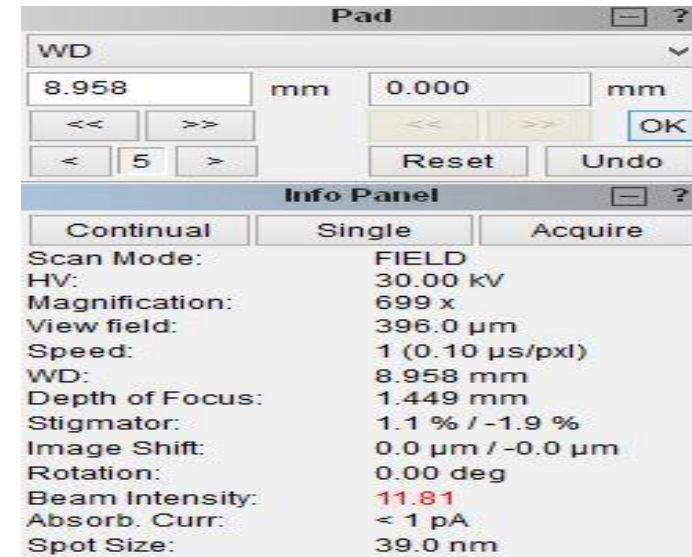 Pad ?
WD
8.958 mm 0.000 mm
<< >> << >> OK
< 5 > Reset Undo
Info Panel ?
Continual Single Acquire
Scan Mode: FIELD
HV: 30.00 kV
Magnification: 699 x
View field: 396.0 µm
Speed: 1 (0.10 µs/pxl)
WD: 8.958 mm
Depth of Focus: 1.449 mm
Stigmator: 1.1 % / -1.9 %
Image Shift: 0.0 µm / -0.0 µm
Rotation: 0.00 deg
Beam Intensity: 11.81
Absorb. Curr: < 1 pA
Spot Size: 39.0 nm